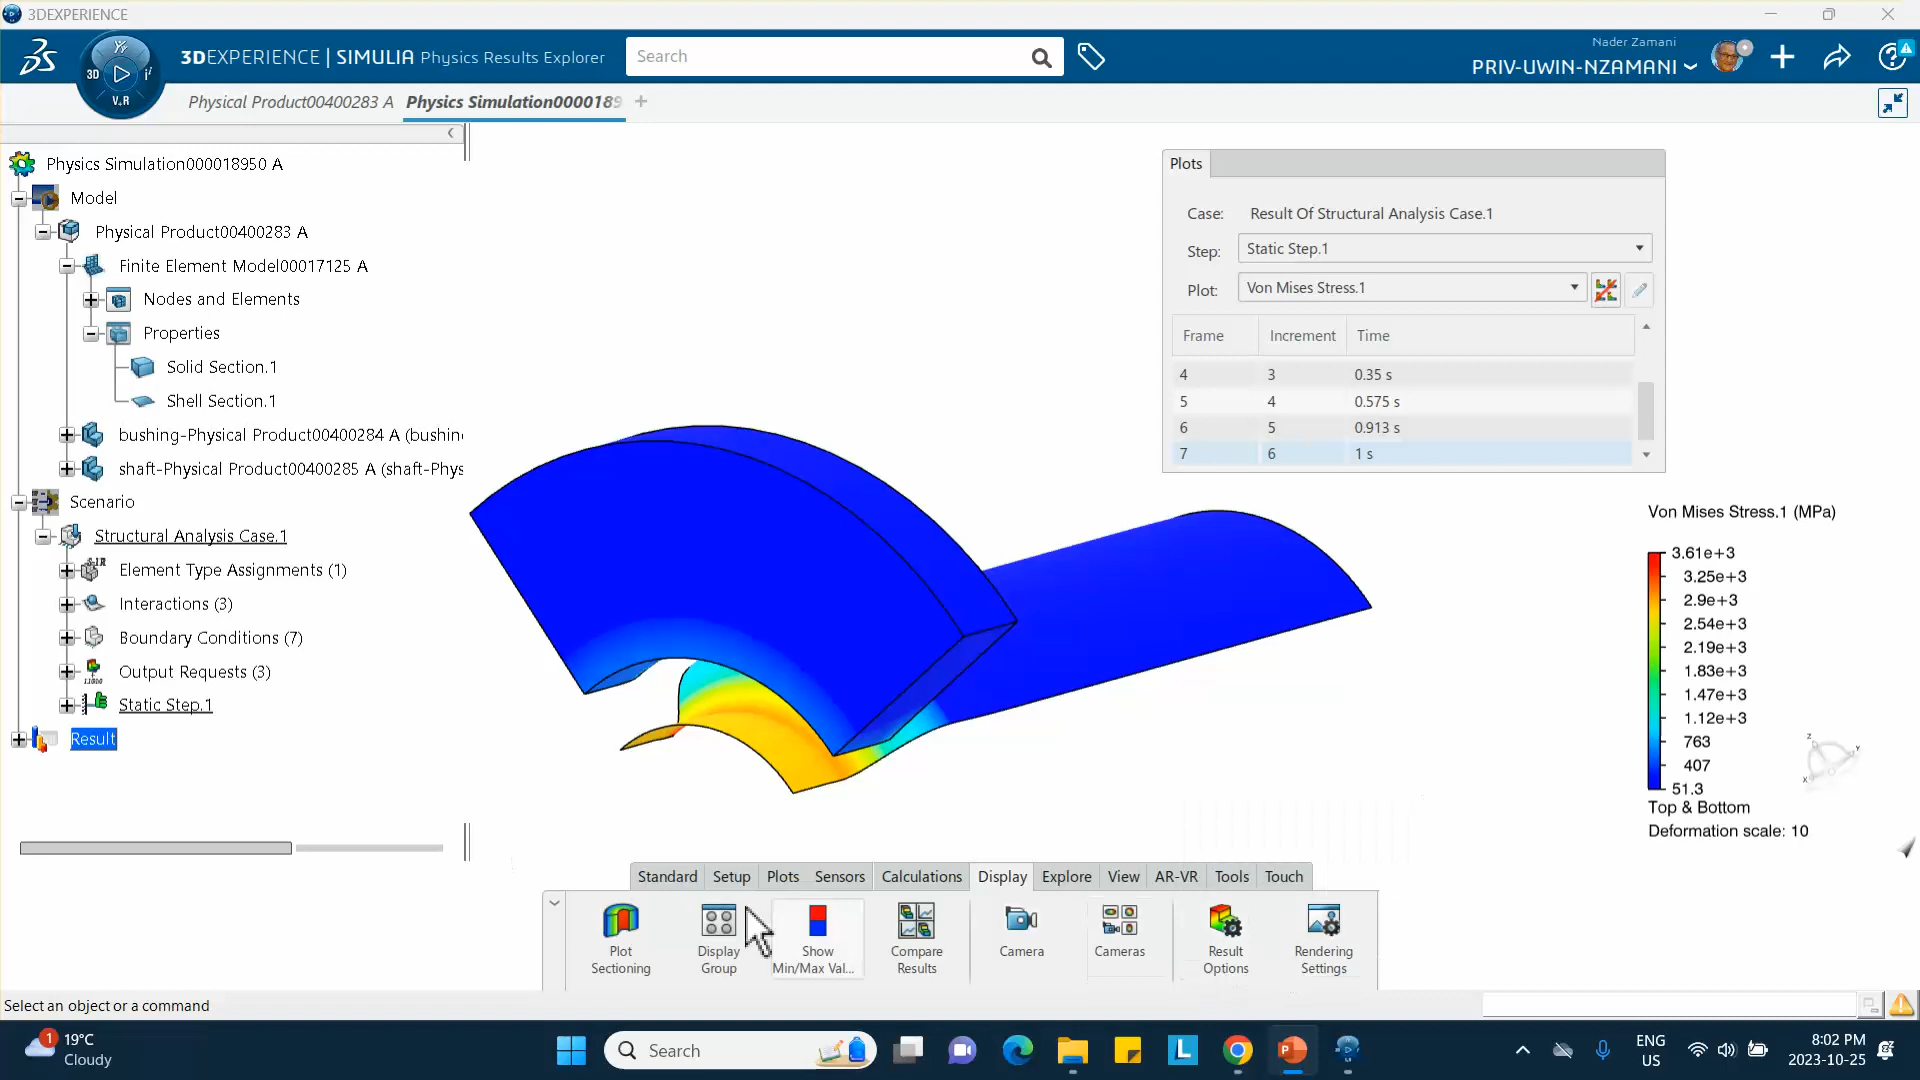 3DEXPERIENCE
3DEXPERIENCE | SIMULIA Physics Results Explorer
Search
Nader Zamani
PRIV-UWIN-NZAMANI
3D
V.R
Physical Product00400283 A
Physics Simulation0000189
Physics Simulation000018950 A
Model
Physical Product00400283 A
Finite Element Model00017125 A
Nodes and Elements
Properties
Solid Section.1
Shell Section.1
bushing-Physical Product00400284 A (bushin
shaft-Physical Product00400285 A (shaft-Phys
Scenario
Structural Analysis Case.1
Element Type Assignments (1)
Interactions (3)
Boundary Conditions (7)
Output Requests (3)
Static Step.1
Result
Plots
Case: Result Of Structural Analysis Case.1
Step: Static Step.1
Plot: Von Mises Stress.1
Frame Increment Time
4 3 0.35 s
5 4 0.575 s
6 5 0.913 s
7 6 1 s
Von Mises Stress.1 (MPa)
3.61e+3
3.25e+3
2.9e+3
2.54e+3
2.19e+3
1.83e+3
1.47e+3
1.12e+3
763
407
51.3
Top & Bottom
Deformation scale: 10
Z
Y
X
Standard Setup Plots Sensors Calculations Display Explore View AR-VR Tools Touch
Plot Sectioning
Display Group
Show Min/Max Val...
Compare Results
Camera
Cameras
Result Options
Rendering Settings
Select an object or a command
1
19°C
Cloudy
Search
ENG
US
8:02 PM
2023-10-25